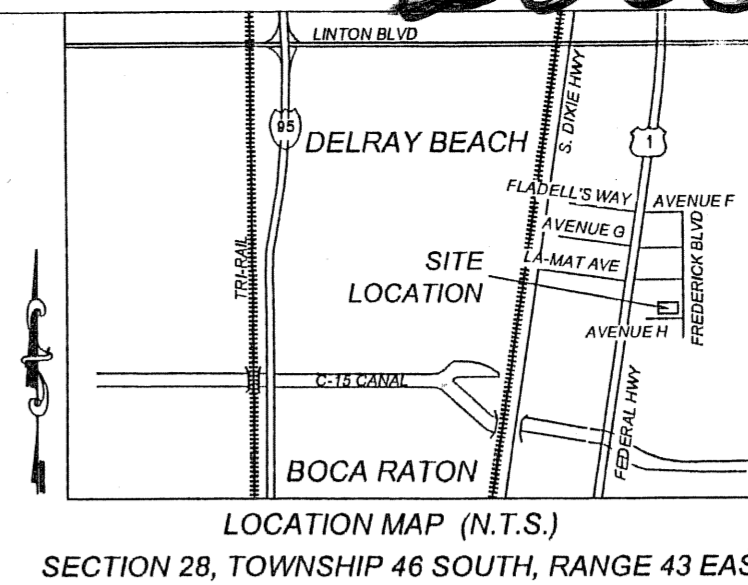 LINTON BLVD
95
DELRAY BEACH
S. DIXIE HWY
1
FLADELL'S WAY
AVENUE F
AVENUE G
FREDERICK BLVD
LA-MAT AVE
SITE
LOCATION
TRI-RAIL
AVENUE H
C-15 CANAL
FEDERAL HWY
BOCA RATON
LOCATION MAP (N.T.S.)
SECTION 28, TOWNSHIP 46 SOUTH, RANGE 43 EAS